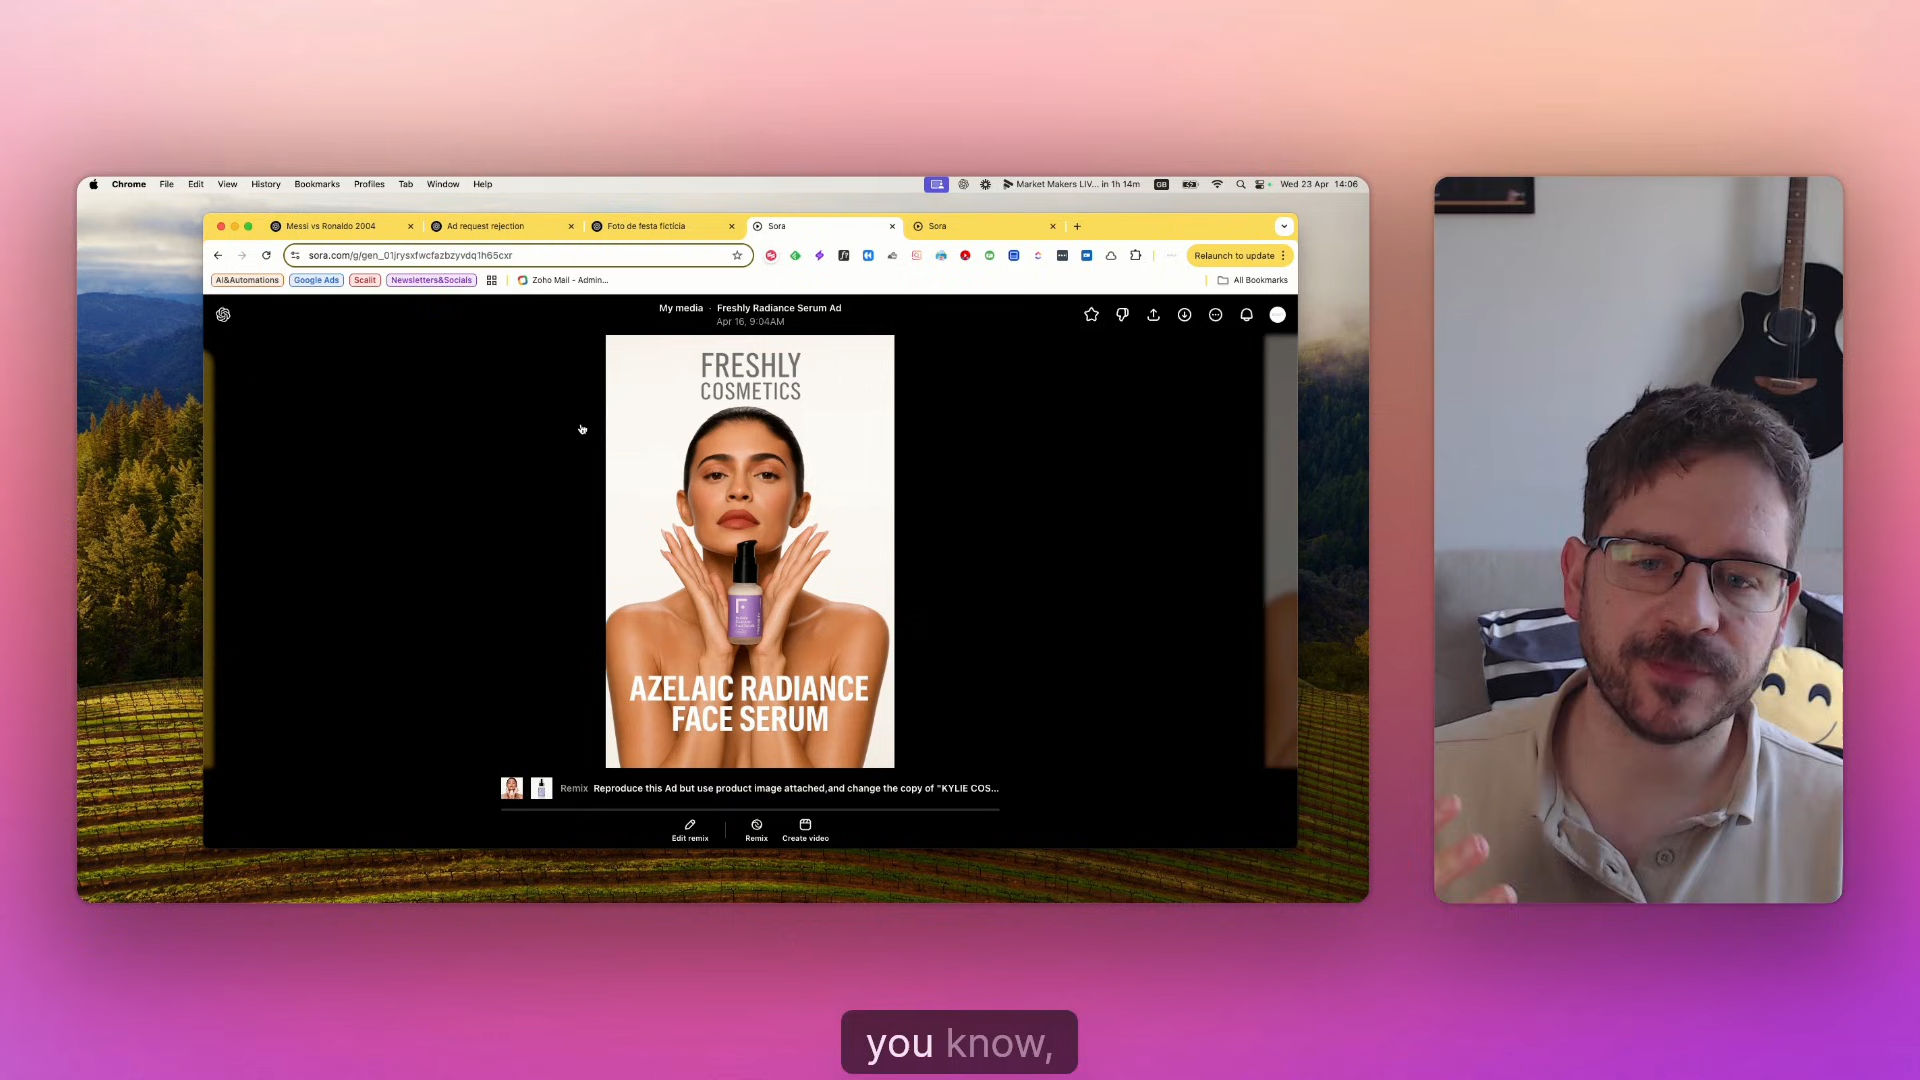 Chrome File Edit View History Bookmarks Profiles Tab Window Help
Market Makers LIV... in 1h 14m GB Wed 23 Apr 14:06
Messi vs Ronaldo 2004
Ad request rejection
Foto de festa fictícia
Sora
Sora
sora.com/g/gen_01jrysxfwcfazbzyvdq1h65cxr
Relaunch to update
AI&Automations Google Ads Scalit Newsletters&Socials Zoho Mail - Admin... All Bookmarks
My media · Freshly Radiance Serum Ad
Apr 16, 9:04AM
FRESHLY
COSMETICS
AZELAIC RADIANCE
FACE SERUM
Remix Reproduce this Ad but use product image attached,and change the copy of "KYLIE COS...
Edit remix Remix Create video
you know,